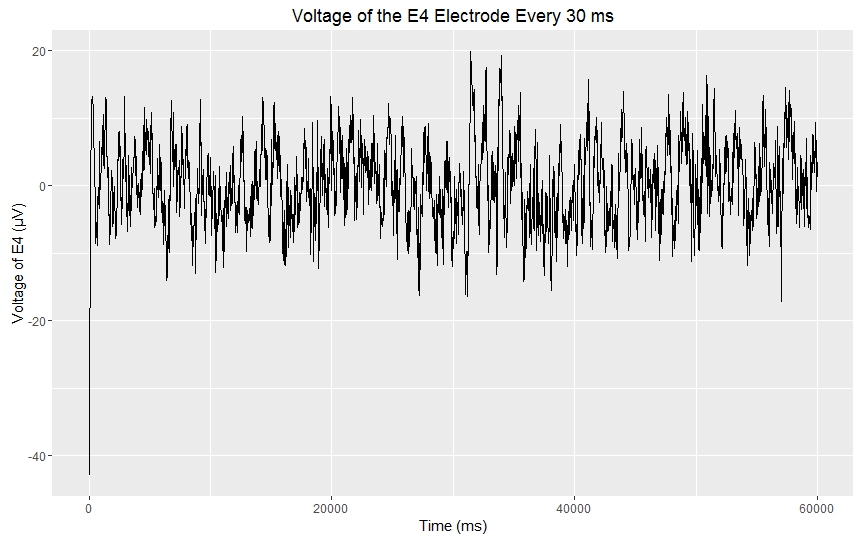 Voltage of the E4 Electrode Every 30 ms
Voltage of E4 (µV)
20
0
-20
-40
0
20000
40000
60000
Time (ms)